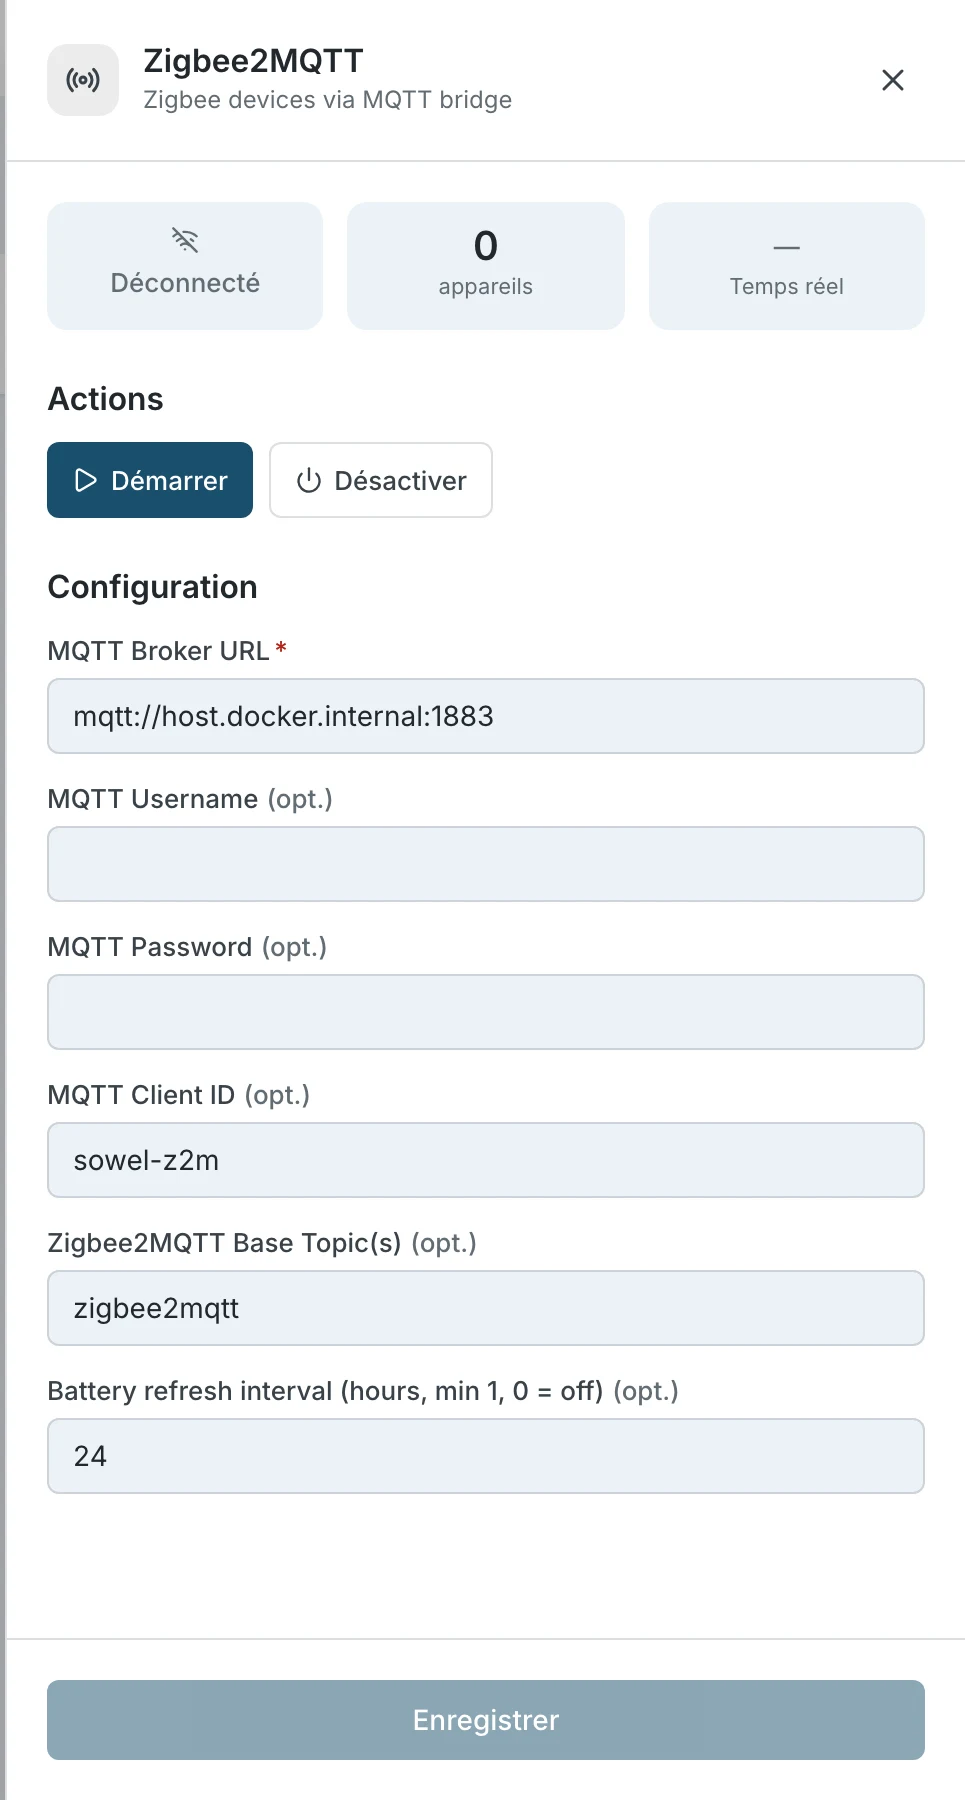 Zigbee2MQTT
Zigbee devices via MQTT bridge
Déconnecté
0
appareils
—
Temps réel
Actions
Démarrer
Désactiver
Configuration
MQTT Broker URL *
mqtt://host.docker.internal:1883
MQTT Username (opt.)
MQTT Password (opt.)
MQTT Client ID (opt.)
sowel-z2m
Zigbee2MQTT Base Topic(s) (opt.)
zigbee2mqtt
Battery refresh interval (hours, min 1, 0 = off) (opt.)
24
Enregistrer